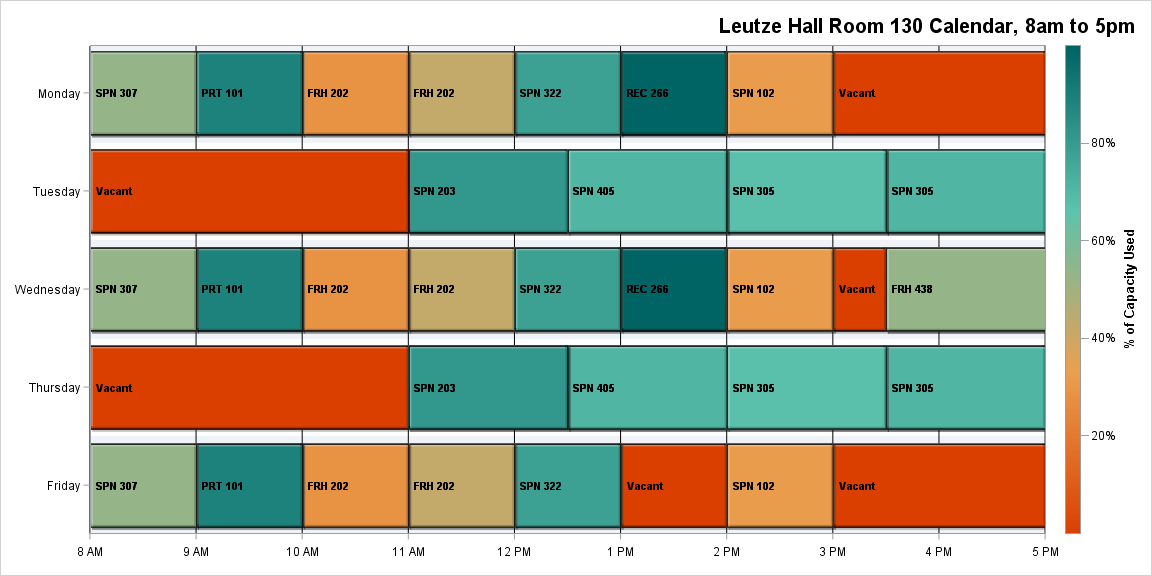 Leutze Hall Room 130 Calendar, 8am to 5pm
Monday
SPN 307
PRT 101
FRH 202
FRH 202
SPN 322
REC 266
SPN 102
Vacant
Tuesday
Vacant
SPN 203
SPN 405
SPN 305
SPN 305
Wednesday
SPN 307
PRT 101
FRH 202
FRH 202
SPN 322
REC 266
SPN 102
Vacant
FRH 438
Thursday
Vacant
SPN 203
SPN 405
SPN 305
SPN 305
Friday
SPN 307
PRT 101
FRH 202
FRH 202
SPN 322
Vacant
SPN 102
Vacant
8 AM
9 AM
10 AM
11 AM
12 PM
1 PM
2 PM
3 PM
4 PM
5 PM
80%
60%
40%
20%
% of Capacity Used